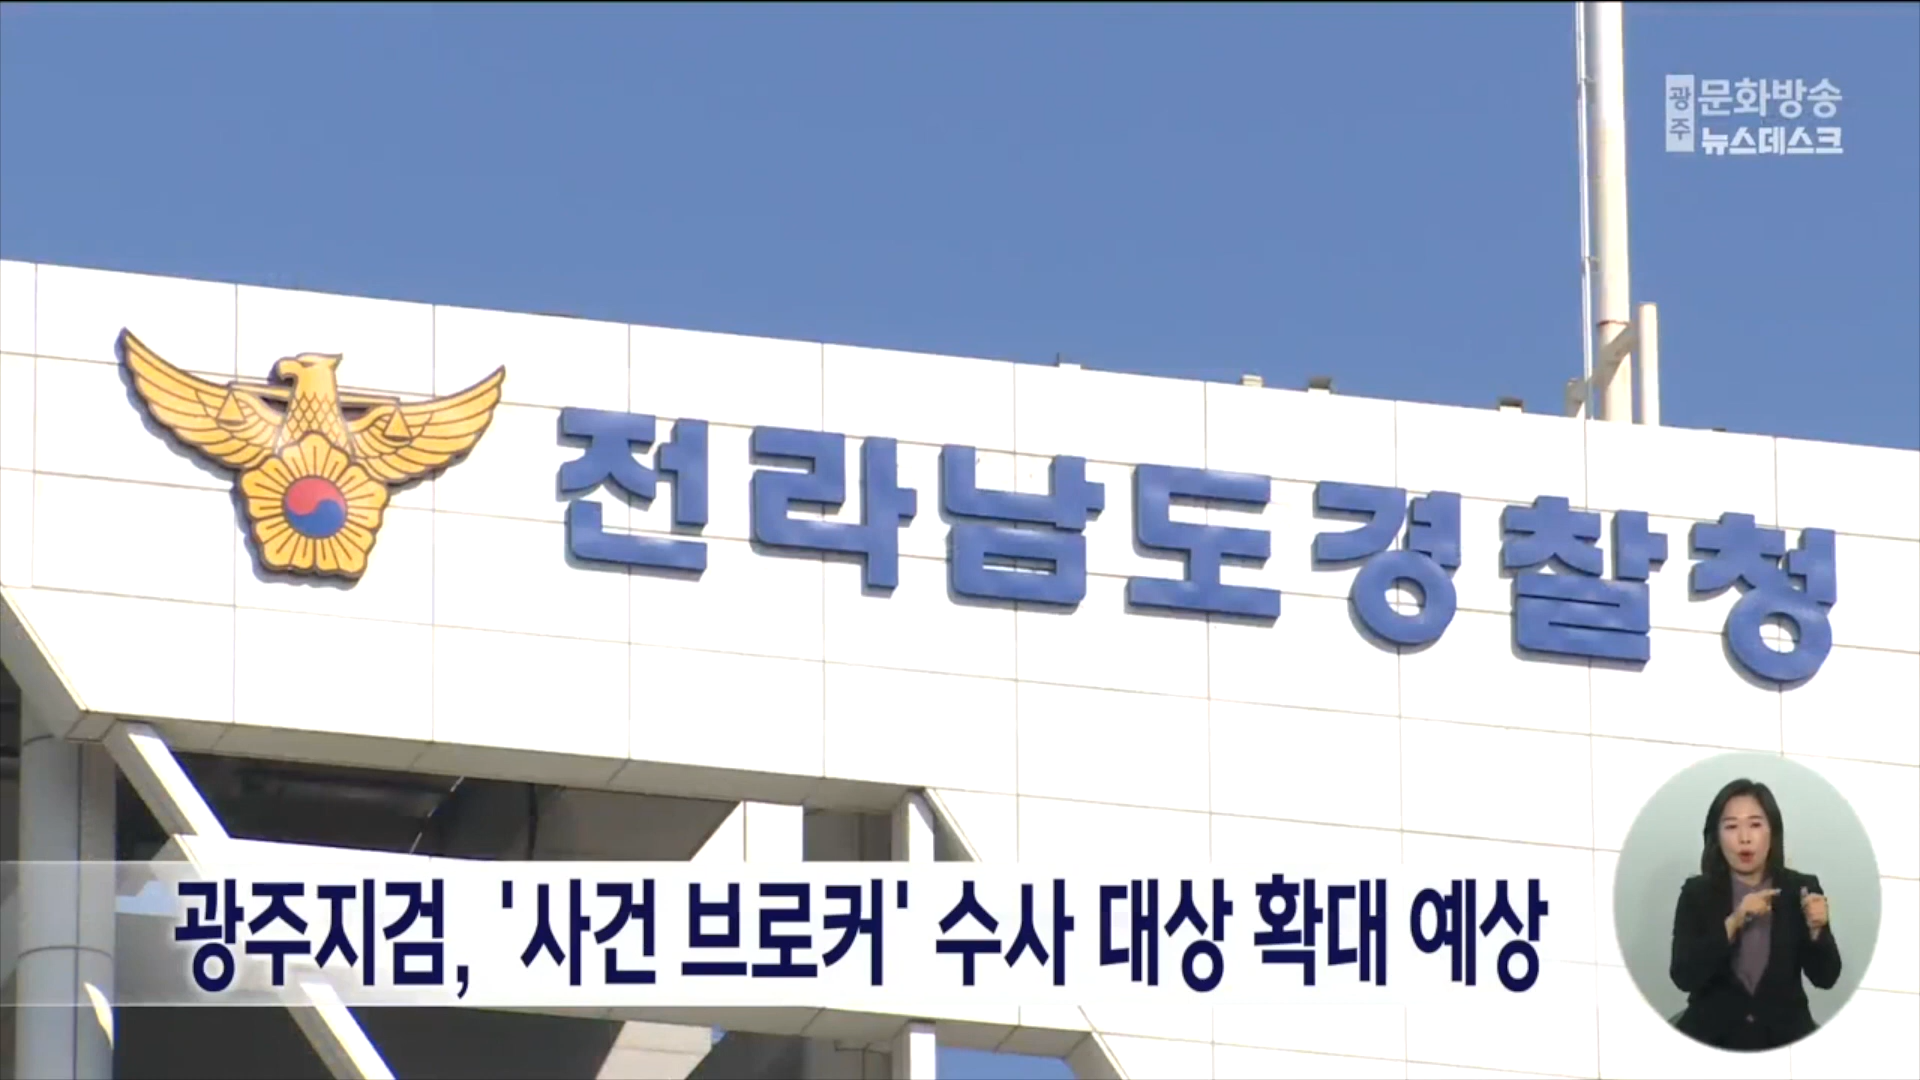 광주
문화방송
뉴스데스크
전라남도경찰청
광주지검, '사건 브로커' 수사 대상 확대 예상